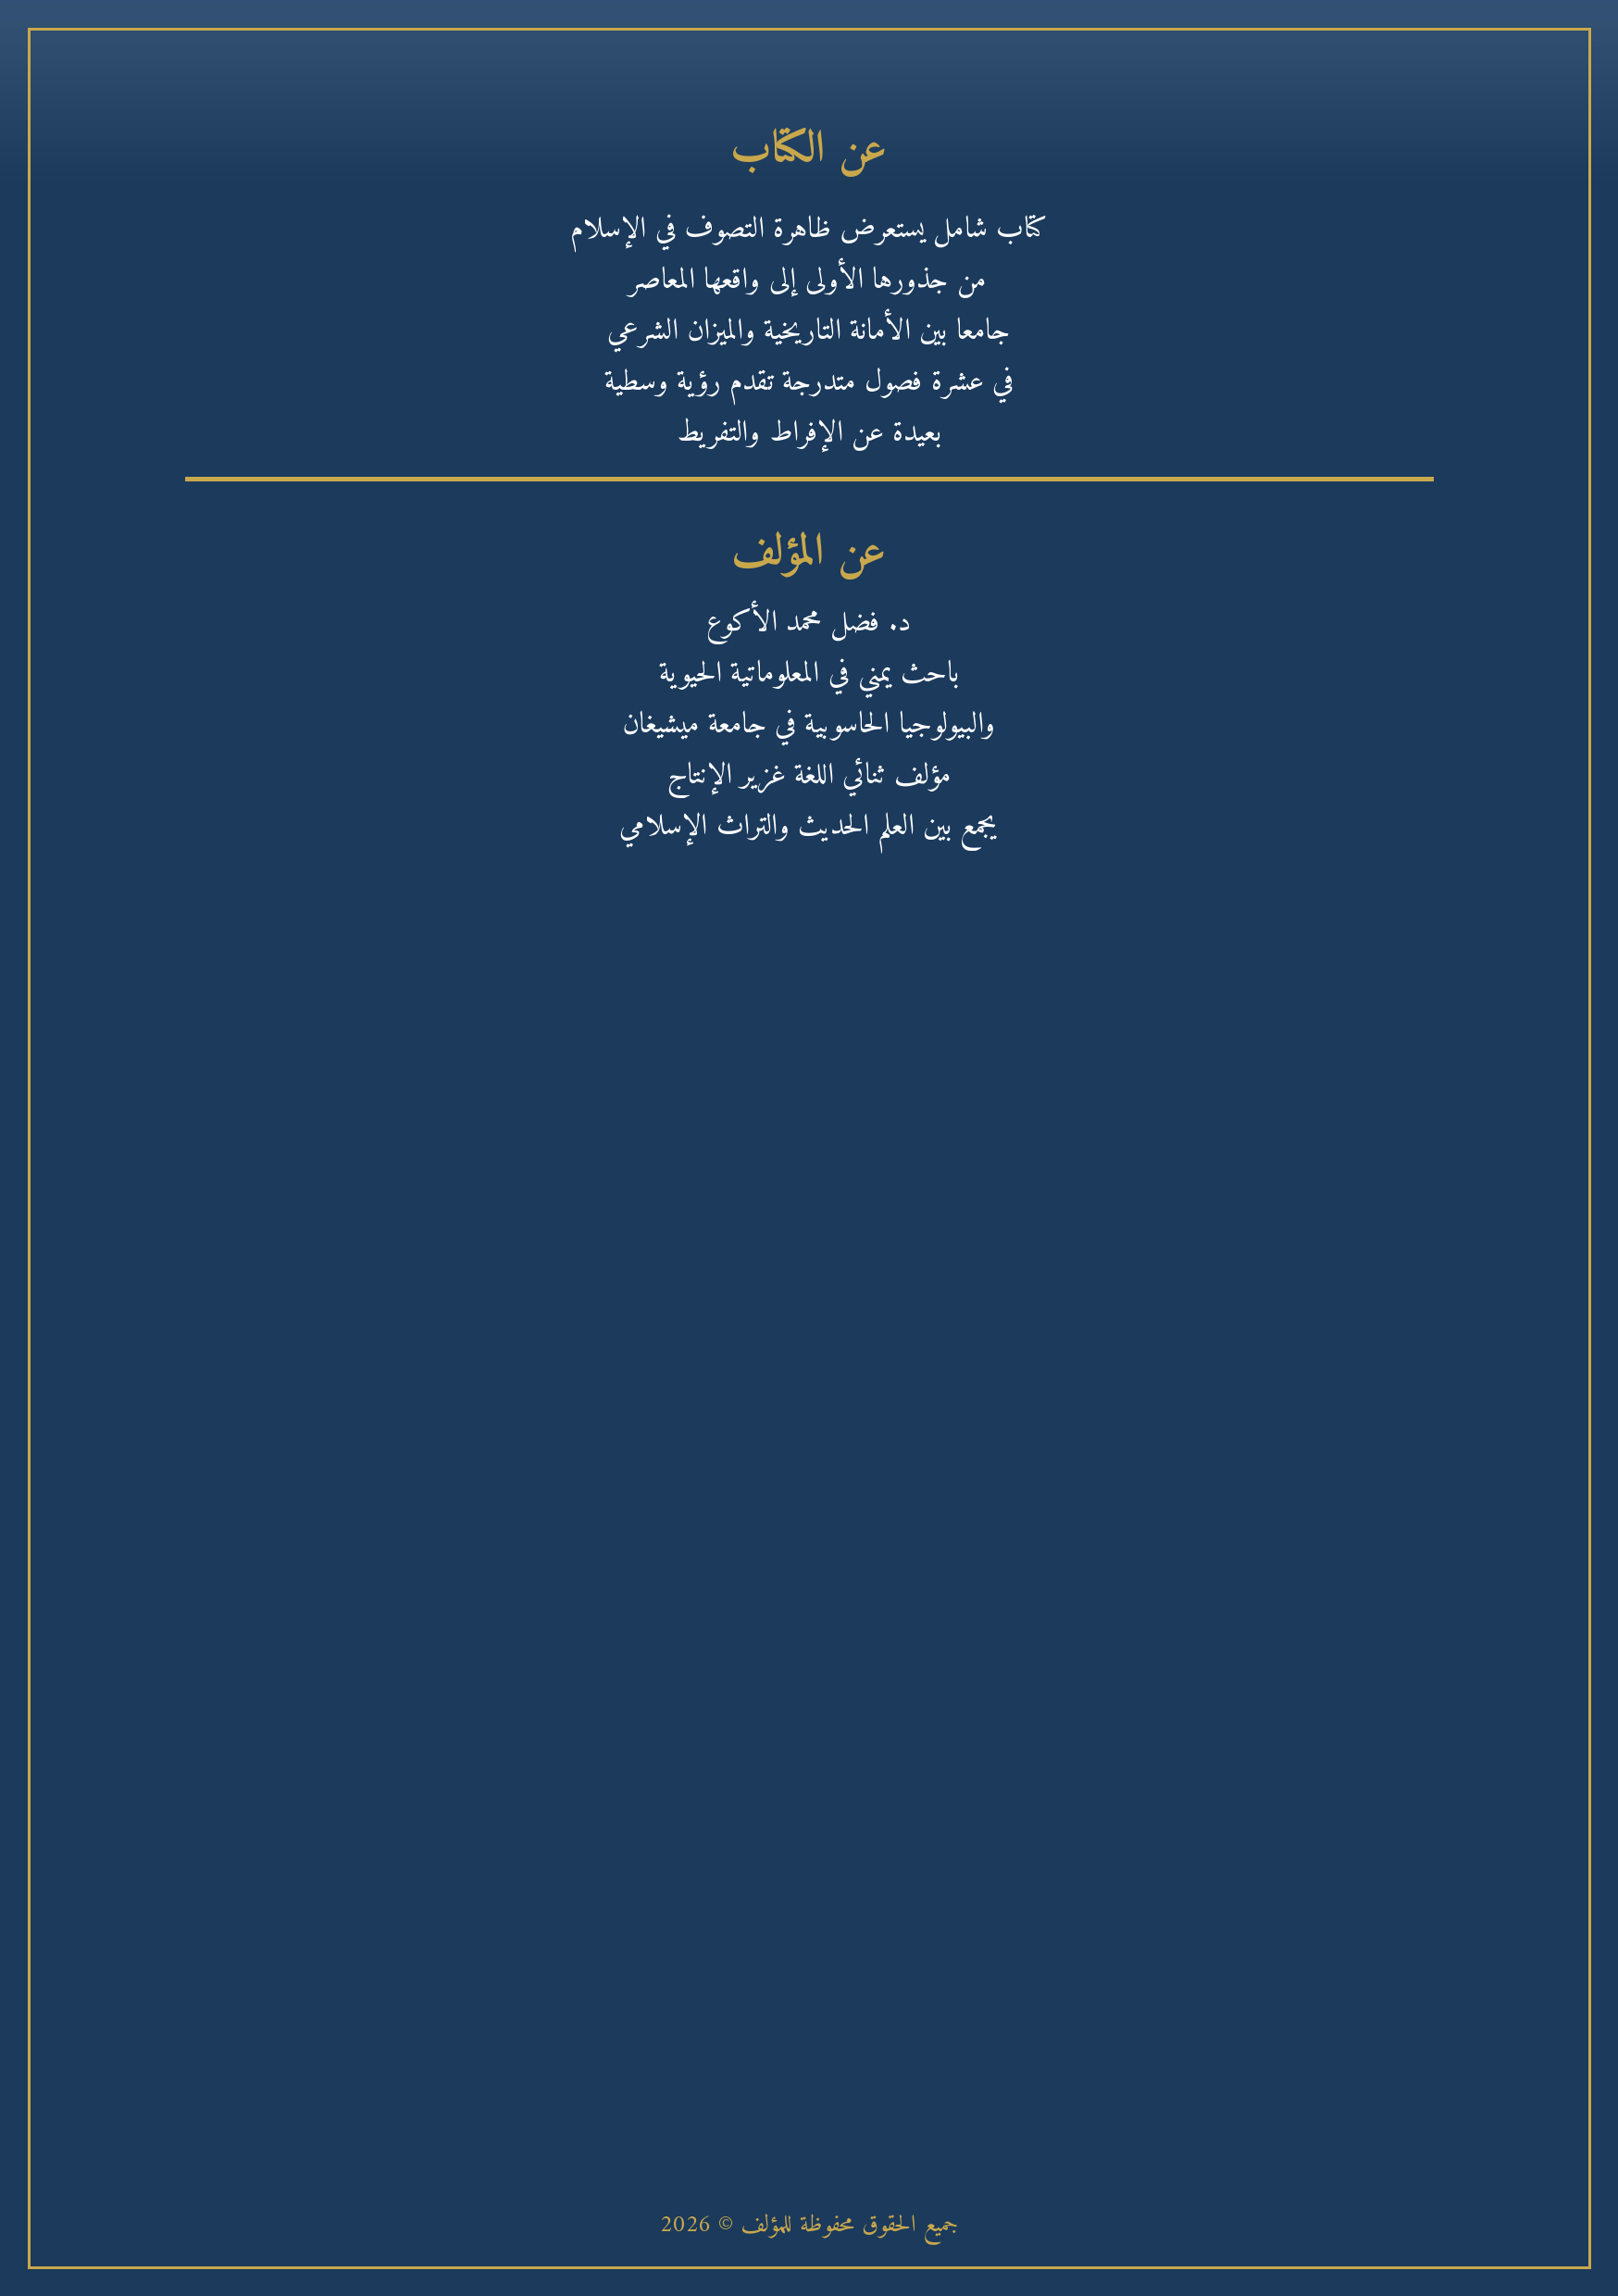 عن الكتاب
كتاب شامل يستعرض ظاهرة التصوف في الإسلام
من جذورها الأولى إلى واقعها المعاصر
جامعا بين الأمانة التاريخية والميزان الشرعي
في عشرة فصول متدرجة تقدم رؤية وسطية
بعيدة عن الإفراط والتفريط
عن المؤلف
د. فضل محمد الأكوع
باحث يمني في المعلوماتية الحيوية
والبيولوجيا الحاسوبية في جامعة ميشيغان
مؤلف ثنائي اللغة غزير الإنتاج
يجمع بين العلم الحديث والتراث الإسلامي
جميع الحقوق محفوظة للمؤلف © 2026